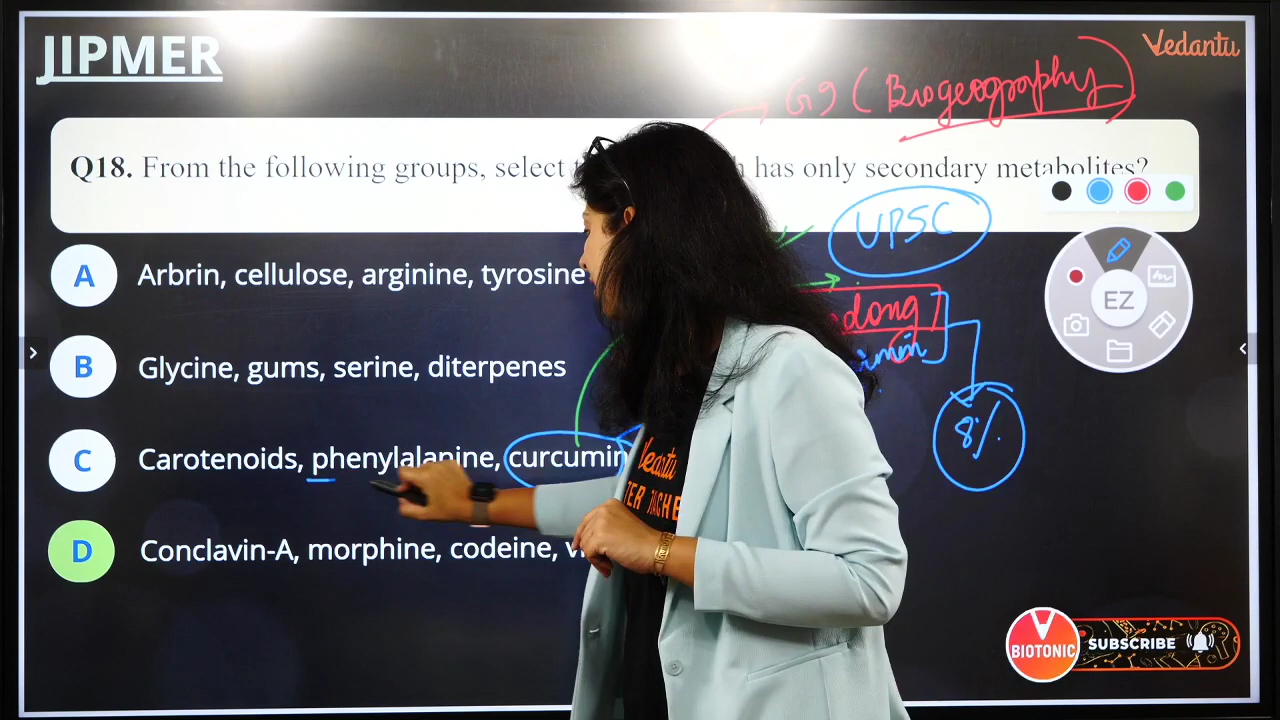 JIPMER
Vedantu
G9 (Biogeography)
Q18. From the following groups, select has only secondary metabolites?
UPSC
A Arbrin, cellulose, arginine, tyrosine
EZ
B Glycine, gums, serine, diterpenes
8%
C Carotenoids, phenylalanine, curcumin
Vedantu
D Conclavin-A, morphine, codeine,
BIOTONIC SUBSCRIBE